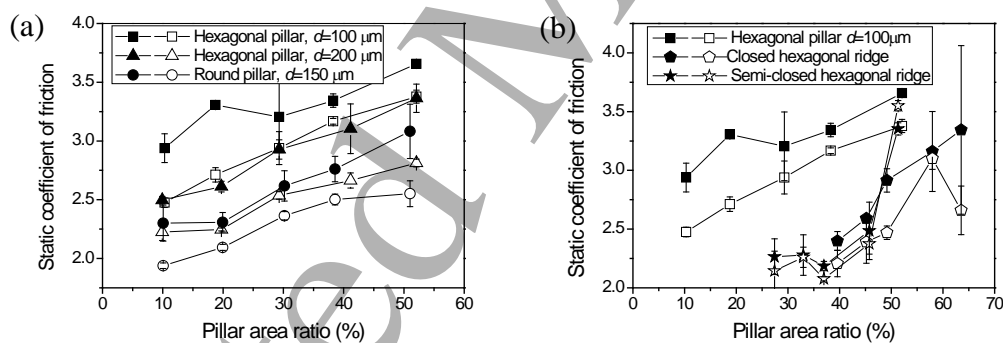 (a)
Hexagonal pillar, d=100 μm
Hexagonal pillar, d=200 μm
Round pillar, d=150 μm
4.0
3.5
3.0
2.5
2.0
0 10 20 30 40 50 60
Static coefficient of friction
Pillar area ratio (%)
(b)
Hexagonal pillar d=100μm
Closed hexagonal ridge
Semi-closed hexagonal ridge
4.0
3.5
3.0
2.5
2.0
0 10 20 30 40 50 60 70
Static coefficient of friction
Pillar area ratio (%)